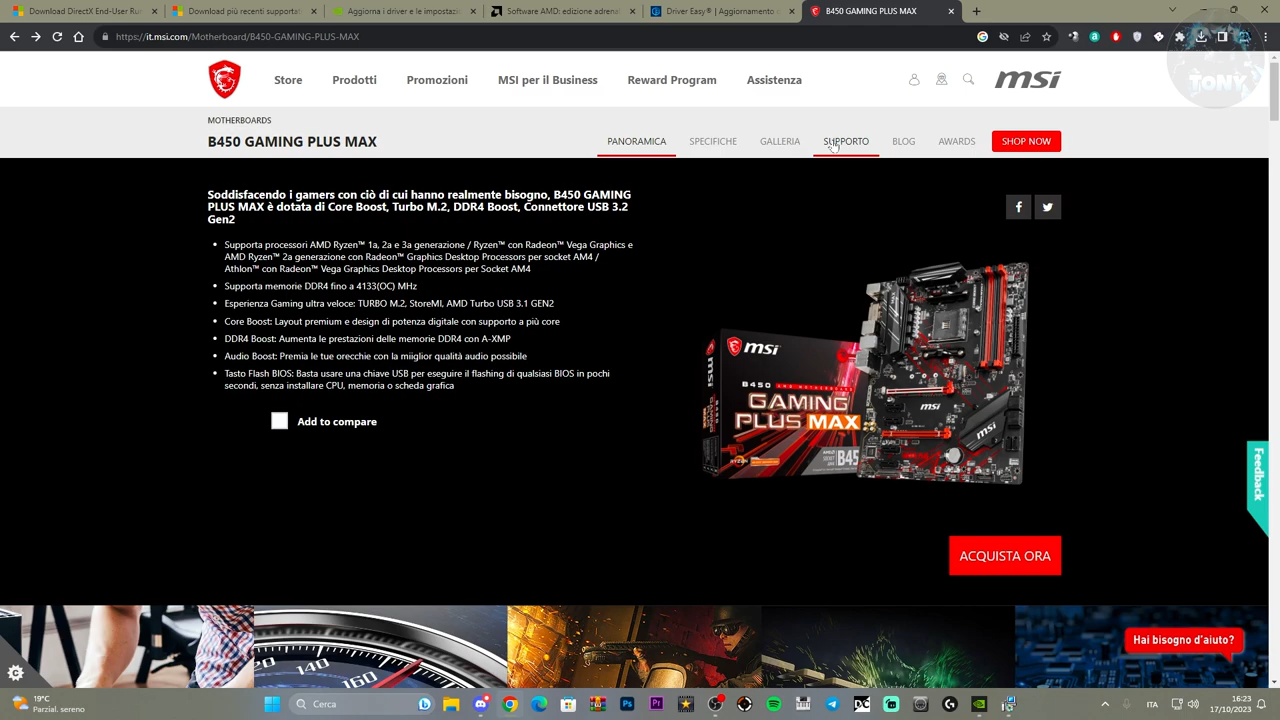 Download DirectX End-User Run
Download più recenti supportat
Aggiorna i driver e le impostazio
Software AMD: edizione adrenal
Driver Easy® | Aggiornamento e
B450 GAMING PLUS MAX
https://it.msi.com/Motherboard/B450-GAMING-PLUS-MAX
TONY
Store
Prodotti
Promozioni
MSI per il Business
Reward Program
Assistenza
msi
MOTHERBOARDS
B450 GAMING PLUS MAX
PANORAMICA
SPECIFICHE
GALLERIA
SUPPORTO
BLOG
AWARDS
SHOP NOW
Soddisfacendo i gamers con ciò di cui hanno realmente bisogno, B450 GAMING
PLUS MAX è dotata di Core Boost, Turbo M.2, DDR4 Boost, Connettore USB 3.2
Gen2
Supporta processori AMD Ryzen™ 1a, 2a e 3a generazione / Ryzen™ con Radeon™ Vega Graphics e
AMD Ryzen™ 2a generazione con Radeon™ Graphics Desktop Processors per socket AM4 /
Athlon™ con Radeon™ Vega Graphics Desktop Processors per Socket AM4
Supporta memorie DDR4 fino a 4133(OC) MHz
Esperienza Gaming ultra veloce: TURBO M.2, StoreMI, AMD Turbo USB 3.1 GEN2
Core Boost: Layout premium e design di potenza digitale con supporto a più core
DDR4 Boost: Aumenta le prestazioni delle memorie DDR4 con A-XMP
Audio Boost: Premia le tue orecchie con la miglior qualità audio possibile
Tasto Flash BIOS: Basta usare una chiave USB per eseguire il flashing di qualsiasi BIOS in pochi
secondi, senza installare CPU, memoria o scheda grafica
Add to compare
msi
B450
GAMING
PLUS MAX
msi
msi
Feedback
ACQUISTA ORA
140
160
Hai bisogno d'aiuto?
19°C
Parzial. sereno
Cerca
ITA
16:23
17/10/2023